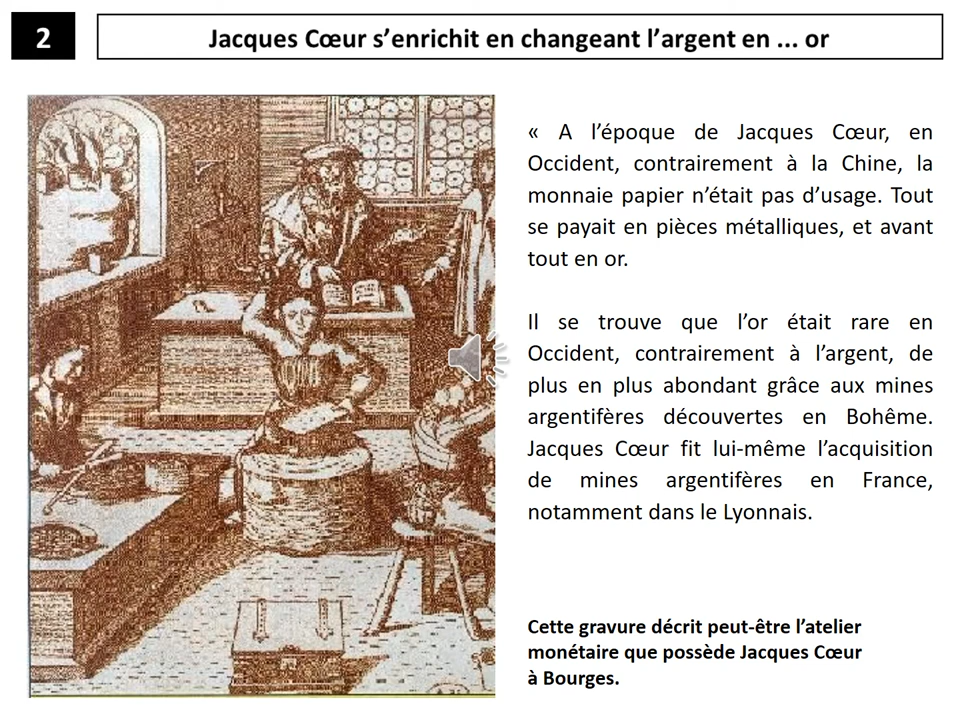 2
Jacques Cœur s’enrichit en changeant l’argent en ... or
« A l’époque de Jacques Cœur, en
Occident, contrairement à la Chine, la
monnaie papier n’était pas d’usage. Tout
se payait en pièces métalliques, et avant
tout en or.
Il se trouve que l’or était rare en
Occident, contrairement à l’argent, de
plus en plus abondant grâce aux mines
argentifères découvertes en Bohême.
Jacques Cœur fit lui-même l’acquisition
de mines argentifères en France,
notamment dans le Lyonnais.
Cette gravure décrit peut-être l’atelier
monétaire que possède Jacques Cœur
à Bourges.